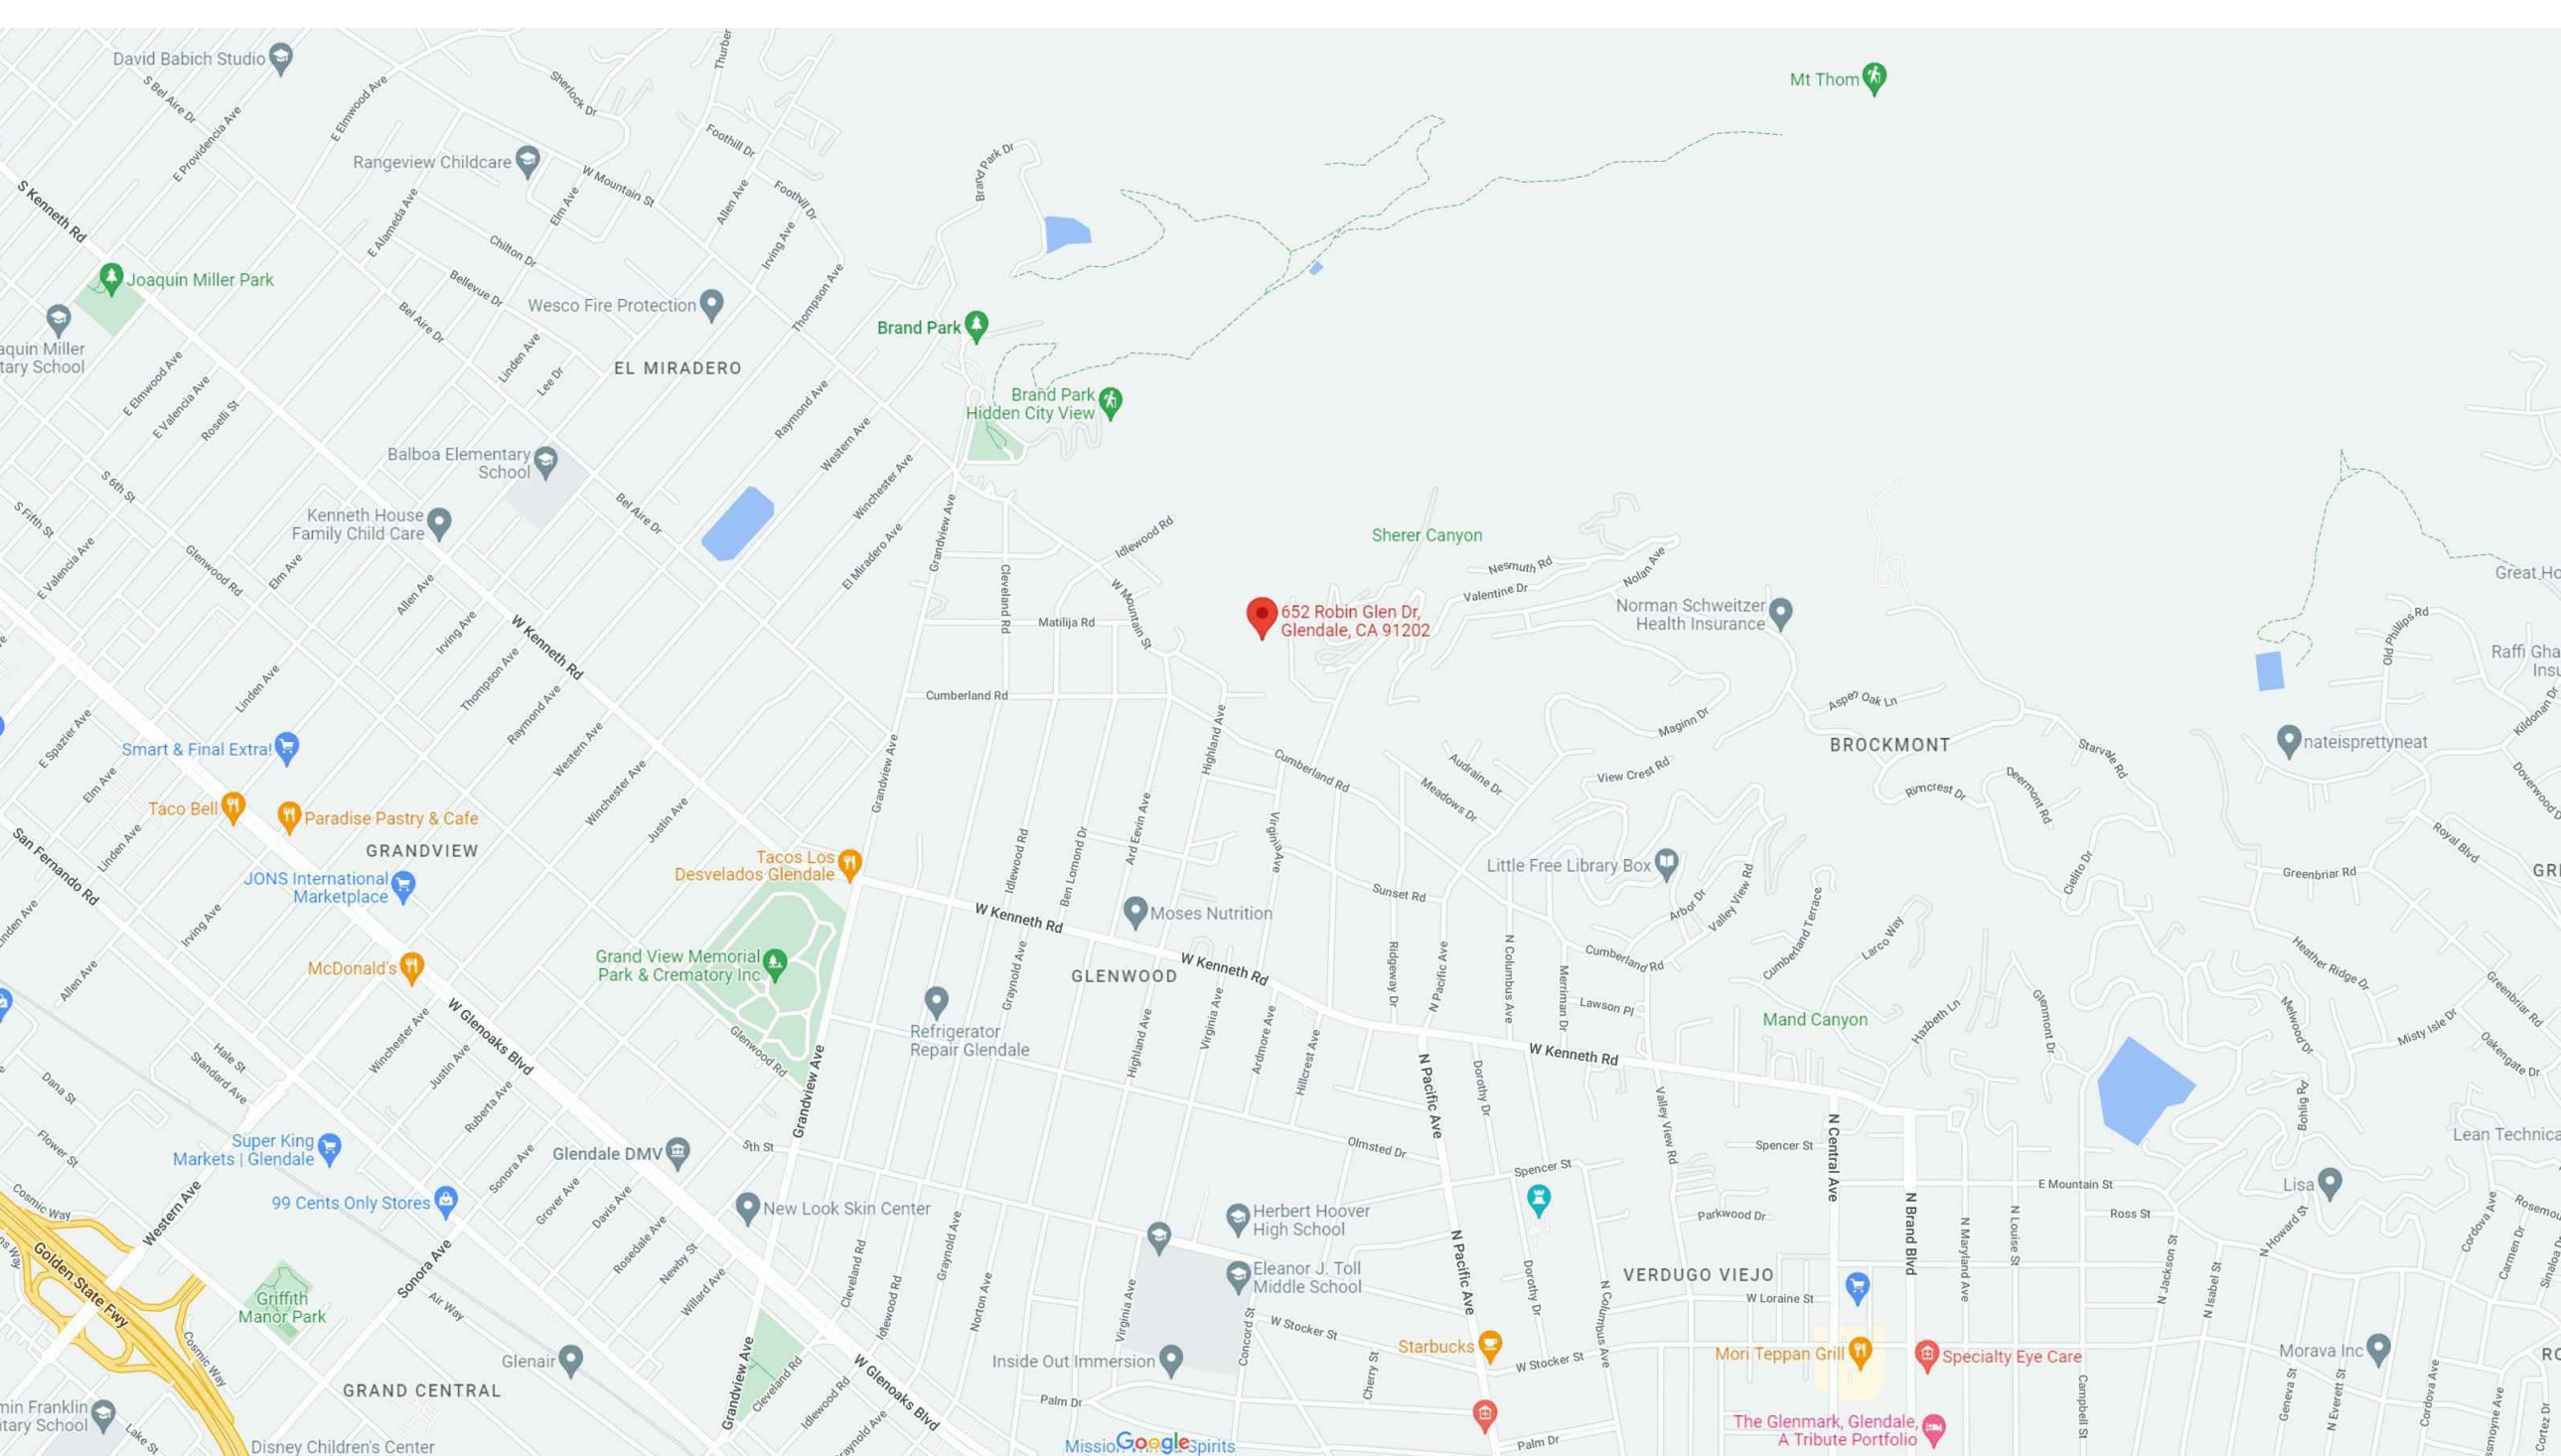 David Babich Studio
S Bel Aire Dr
E Providencia Ave
E Elmwood Ave
Sherlock Dr
Thurber
Mt Thom
Rangeview Childcare
Foothill Dr
W Mountain St
Elm Ave
Allen Ave
Foothill Dr
Brand Park Dr
S Kenneth Rd
E Alameda Ave
Chilton Dr
Irving Ave
Joaquin Miller Park
Bellevue Dr
Wesco Fire Protection
Thompson Ave
Bel Aire Dr
Brand Park
aquin Miller
tary School
Linden Ave
Lee Dr
EL MIRADERO
E Elmwood Ave
E Valencia Ave
Roselli St
Raymond Ave
Brand Park
Hidden City View
Western Ave
Balboa Elementary
School
Winchester Ave
S 6th St
S Fifth St
Kenneth House
Family Child Care
Bel Aire Dr
El Miradero Ave
Grandview Ave
Idlewood Rd
Sherer Canyon
Nesmuth Rd
Nolan Ave
Valentine Dr
Great Ho
E Valencia Ave
Glenwood Rd
Elm Ave
Allen Ave
Cleveland Rd
W Mountain St
652 Robin Glen Dr,
Glendale, CA 91202
Norman Schweitzer
Health Insurance
Old Phillips Rd
Matilija Rd
Irving Ave
W Kenneth Rd
Raffi Gha
Insu
Thompson Ave
Linden Ave
Raymond Ave
Cumberland Rd
Highland Ave
Maginn Dr
Aspen Oak Ln
Kildonan Dr
E Spazier Ave
Smart & Final Extra!
Western Ave
Grandview Ave
Cumberland Rd
Audraine Dr
View Crest Rd
BROCKMONT
Starvale Rd
nateisprettyneat
Elm Ave
Winchester Ave
Meadows Dr
Rimcrest Dr
Deermont Rd
Doverwood D
Taco Bell
Paradise Pastry & Cafe
Justin Ave
Linden Ave
San Fernando Rd
GRANDVIEW
Tacos Los
Desvelados Glendale
Idlewood Rd
Ben Lomond Dr
Ard Eevin Ave
Virginia Ave
Little Free Library Box
Royal Blvd
JONS International
Marketplace
Sunset Rd
Arbor Dr
Valley View Rd
Cielito Dr
Greenbriar Rd
GRE
inden Ave
Irving Ave
W Kenneth Rd
Moses Nutrition
Cumberland Terrace
Larco Way
McDonald's
Allen Ave
Grand View Memorial
Park & Crematory Inc
Graynold Ave
GLENWOOD
W Kenneth Rd
Ridgeway Dr
N Pacific Ave
N Columbus Ave
Merriman Dr
Cumberland Rd
Heather Ridge Dr
Lawson Pl
Mand Canyon
Hazbeth Ln
Glenmont Dr
Melwood Dr
Greenbriar Rd
Misty Isle Dr
Oakengate Dr
W Glenoaks Blvd
Winchester Ave
Justin Ave
Refrigerator
Repair Glendale
Glenwood Rd
Highland Ave
Virginia Ave
Ardmore Ave
Hillcrest Ave
W Kenneth Rd
Hale St
Standard Ave
Dana St
Flower St
Ruberta Ave
Grandview Ave
N Pacific Ave
Dorothy Dr
Valley View Rd
N Central Ave
Bohlig Rd
Super King
Markets | Glendale
Sonora Ave
Glendale DMV
5th St
Olmsted Dr
Spencer St
Spencer St
Lean Technica
Cosmic Way
Western Ave
99 Cents Only Stores
Grover Ave
Davis Ave
Rosedale Ave
New Look Skin Center
Herbert Hoover
High School
Parkwood Dr
E Mountain St
Ross St
Lisa
N Brand Blvd
N Maryland Ave
N Louise St
N Howard St
Cordova Ave
Rosemou
Carmen Dr
Sinaloa D
Golden State Fwy
Sonora Ave
Newby St
Willard Ave
Cleveland Rd
Graynold Ave
Idlewood Rd
Norton Ave
Virginia Ave
Eleanor J. Toll
Middle School
N Pacific Ave
Dorothy Dr
N Columbus Ave
VERDUGO VIEJO
W Loraine St
N Jackson St
N Isabel St
Griffith
Manor Park
Air Way
Cosmic Way
Concord St
W Stocker St
Cherry St
Starbucks
W Stocker St
Mori Teppan Grill
Specialty Eye Care
Morava Inc
RO
Glenair
Inside Out Immersion
GRAND CENTRAL
Grandview Ave
Cleveland Rd
Idlewood Rd
W Glenoaks Blvd
Palm Dr
Campbell St
Geneva St
N Everett St
Cordova Ave
smoyne Ave
Cortez Dr
min Franklin
tary School
Lake St
Disney Children's Center
raynold Ave
Google
Spirits
Palm Dr
The Glenmark, Glendale,
A Tribute Portfolio